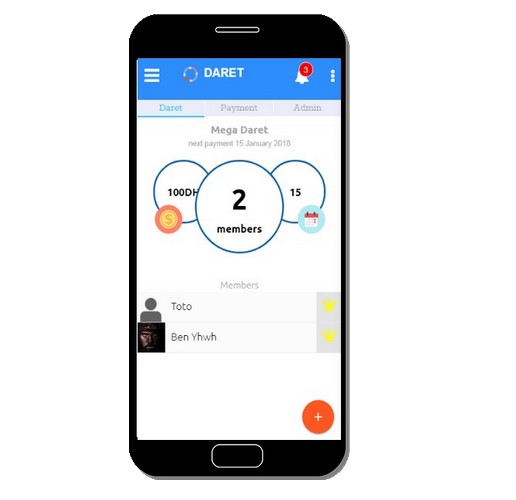 DARET
3
Daret Payment Admin
Mega Daret
next payment 15 January 2018
100DH
2
members
15
Members
Toto
Ben Yhwh
+